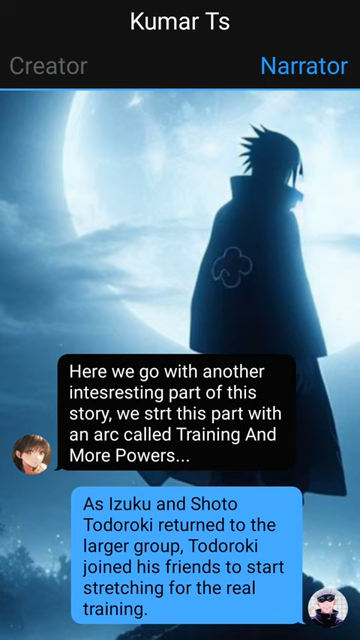 Kumar Ts
Creator
Narrator
Here we go with another
intesresting part of this
story, we strt this part with
an arc called Training And
More Powers...
As Izuku and Shoto
Todoroki returned to the
larger group, Todoroki
joined his friends to start
stretching for the real
training.